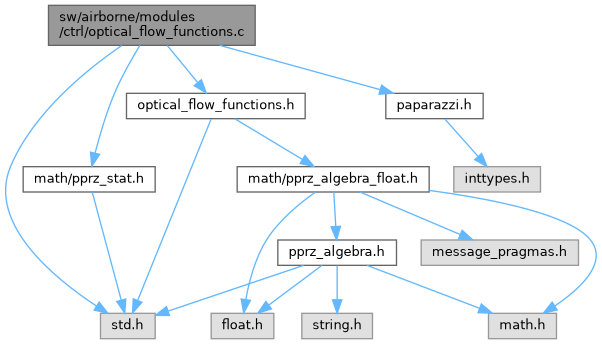 sw/airborne/modules
/ctrl/optical_flow_functions.c
optical_flow_functions.h
paparazzi.h
math/pprz_stat.h
math/pprz_algebra_float.h
inttypes.h
pprz_algebra.h
message_pragmas.h
std.h
float.h
string.h
math.h